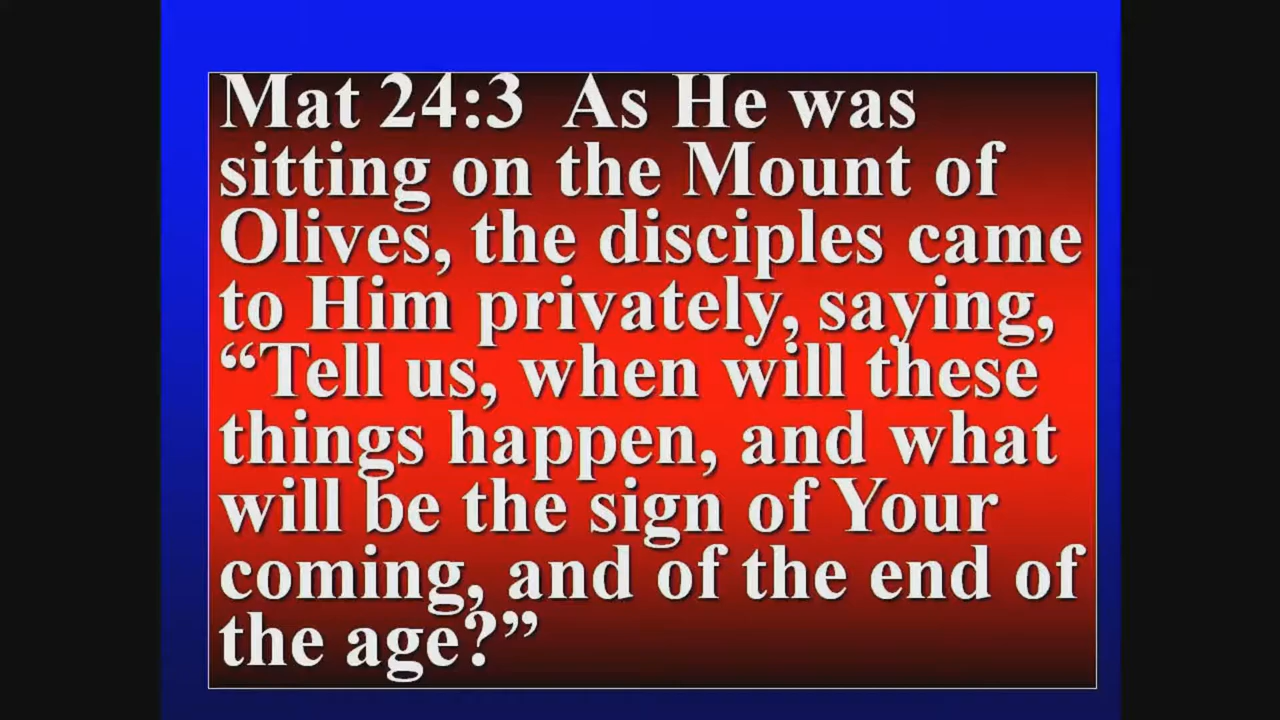 Mat 24:3  As He was
sitting on the Mount of
Olives, the disciples came
to Him privately, saying,
“Tell us, when will these
things happen, and what
will be the sign of Your
coming, and of the end of
the age?”